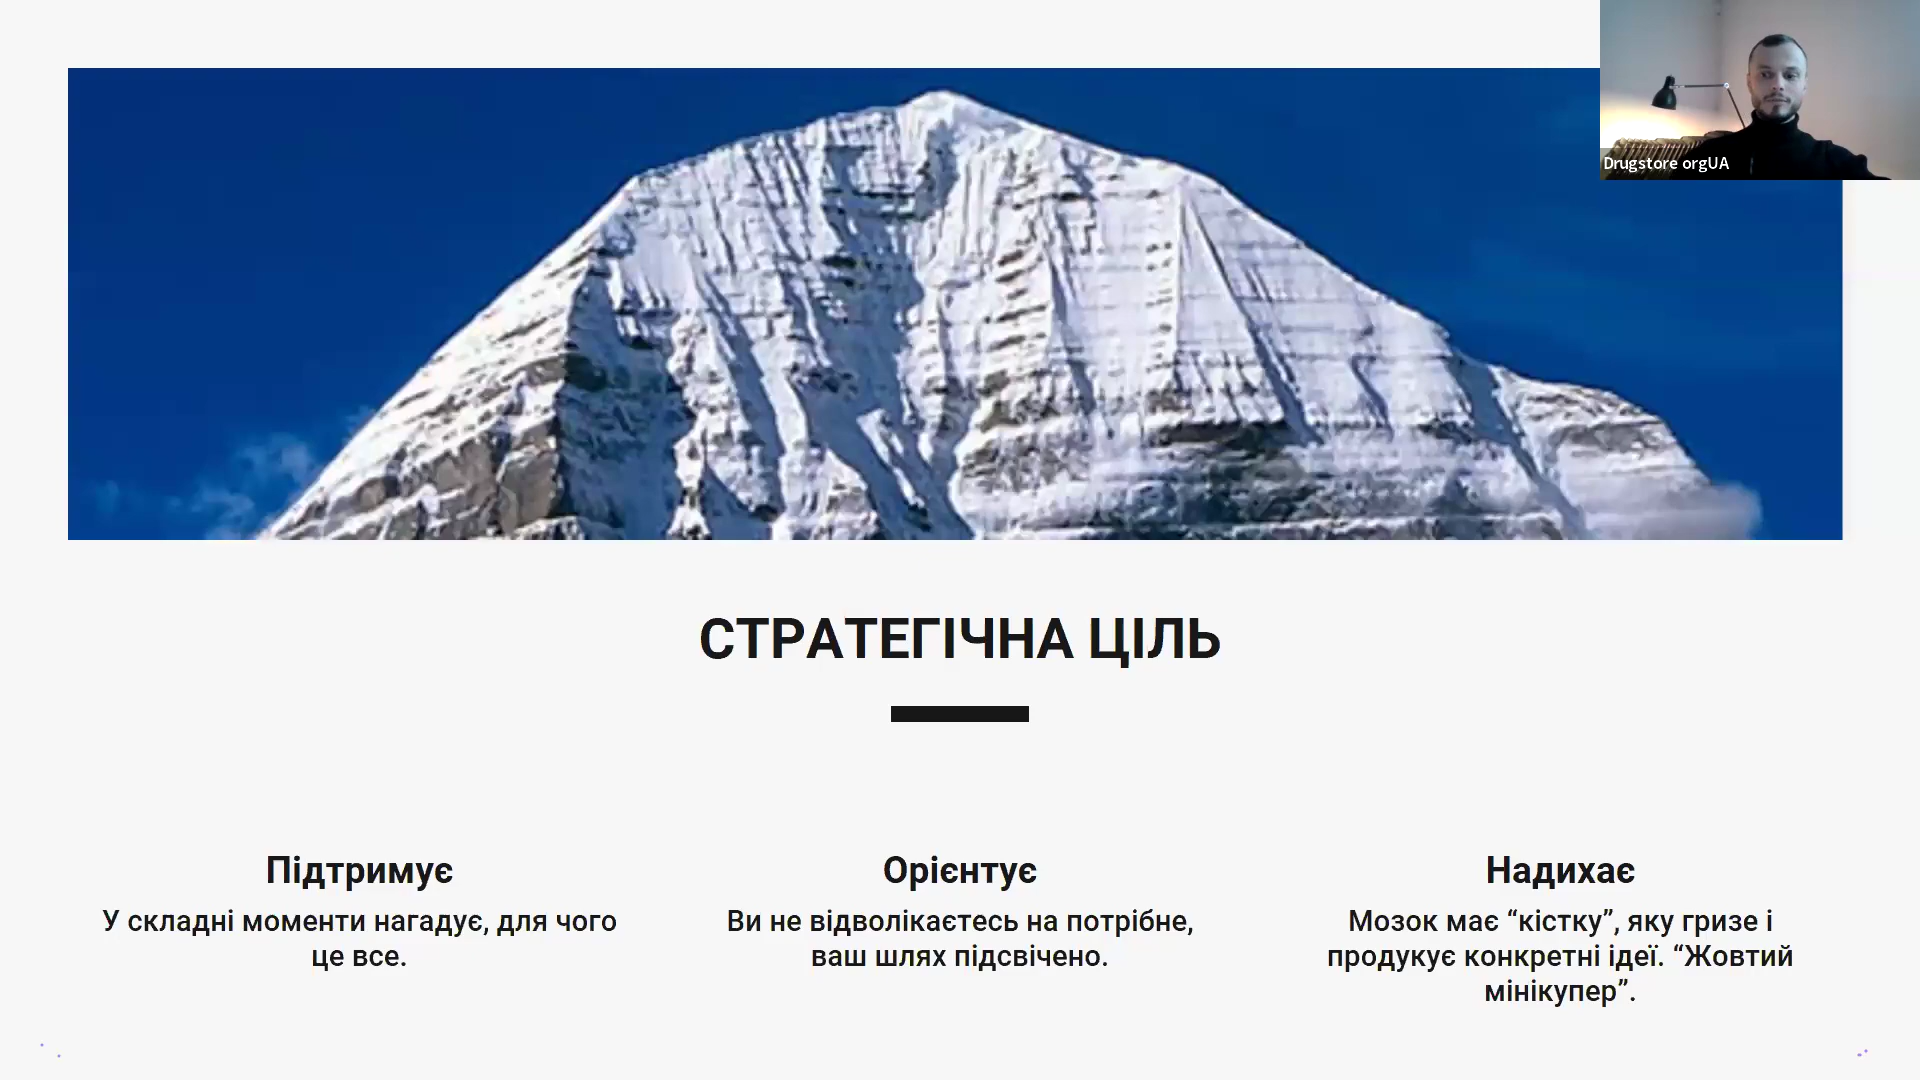 Drugstore orgUA
СТРАТЕГІЧНА ЦІЛЬ
Підтримує
У складні моменти нагадує, для чого
це все.
Орієнтує
Ви не відволікаєтесь на потрібне,
ваш шлях підсвічено.
Надихає
Мозок має “кістку”, яку гризе і
продукує конкретні ідеї. “Жовтий
мінікупер”.